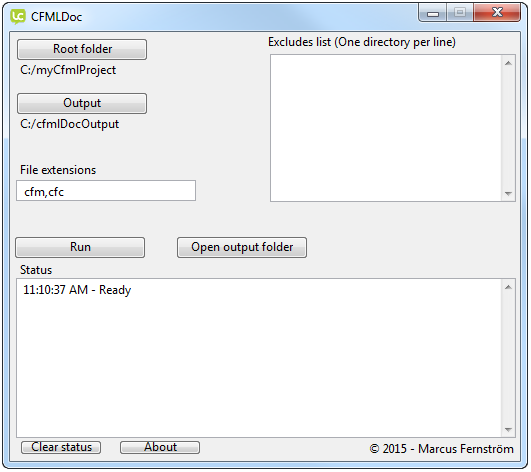 CFMLDoc
Root folder
C:/myCfmlProject
Output
C:/cfmlDocOutput
Excludes list (One directory per line)
File extensions
cfm,cfc
Run
Open output folder
Status
11:10:37 AM - Ready
Clear status
About
© 2015 - Marcus Fernström